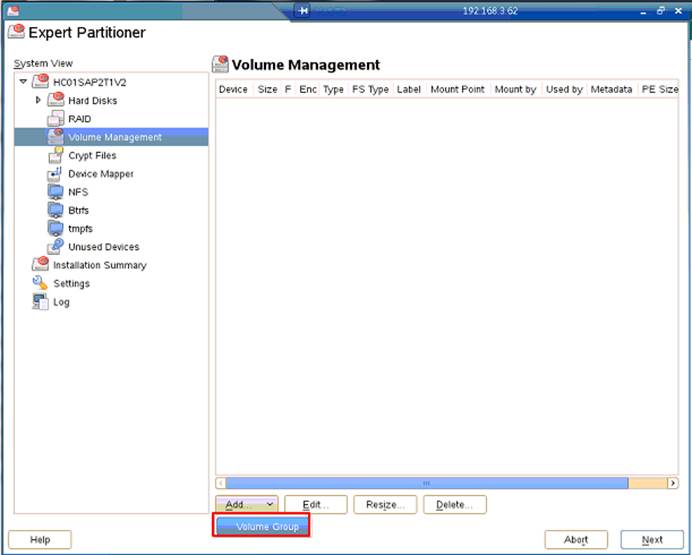 192.168.3.62
Expert Partitioner
System View
HC01SAP2T1V2
Hard Disks
RAID
Volume Management
Crypt Files
Device Mapper
NFS
Btrfs
tmpfs
Unused Devices
Installation Summary
Settings
Log
Volume Management
Device Size F Enc Type FS Type Label Mount Point Mount by Used by Metadata PE Size
Add... Edit... Resize... Delete...
Volume Group
Help Abort Next